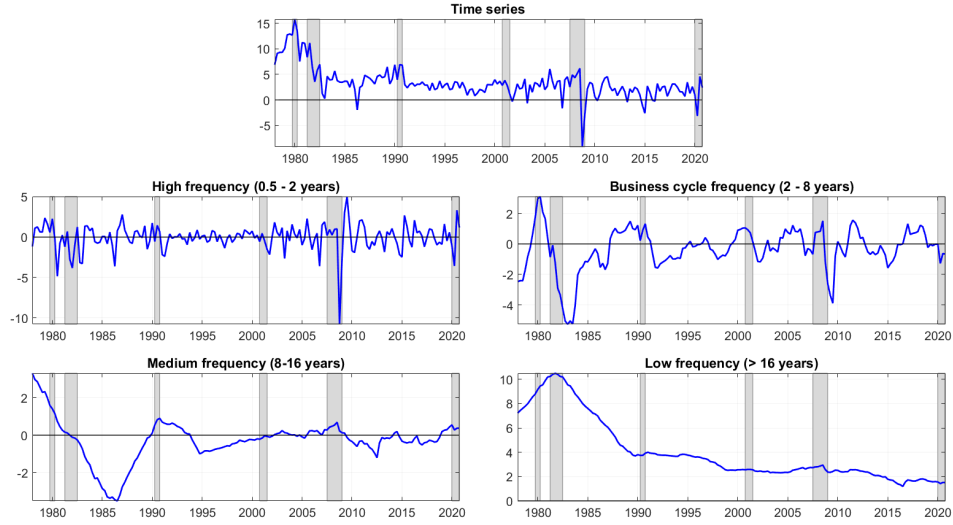 Time series
15
10
5
0
-5
1980 1985 1990 1995 2000 2005 2010 2015 2020
High frequency (0.5 - 2 years)
5
0
-5
-10
1980 1985 1990 1995 2000 2005 2010 2015 2020
Business cycle frequency (2 - 8 years)
2
0
-2
-4
1980 1985 1990 1995 2000 2005 2010 2015 2020
Medium frequency (8-16 years)
2
0
-2
1980 1985 1990 1995 2000 2005 2010 2015 2020
Low frequency (> 16 years)
10
8
6
4
2
0
1980 1985 1990 1995 2000 2005 2010 2015 2020